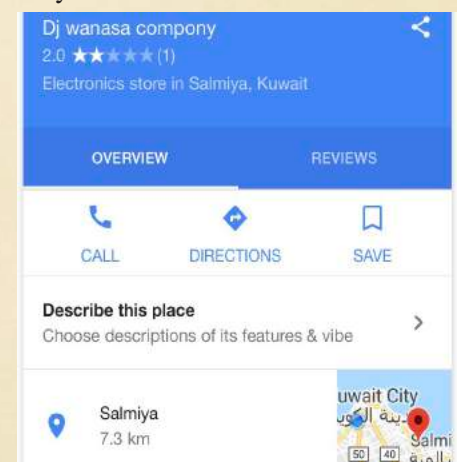 Dj wanasa compony
2.0 ★★★★★ (1)
Electronics store in Salmiya, Kuwait
OVERVIEW REVIEWS
CALL DIRECTIONS SAVE
Describe this place
Choose descriptions of its features & vibe
Salmiya
7.3 km
uwait City
50 40
Salmi